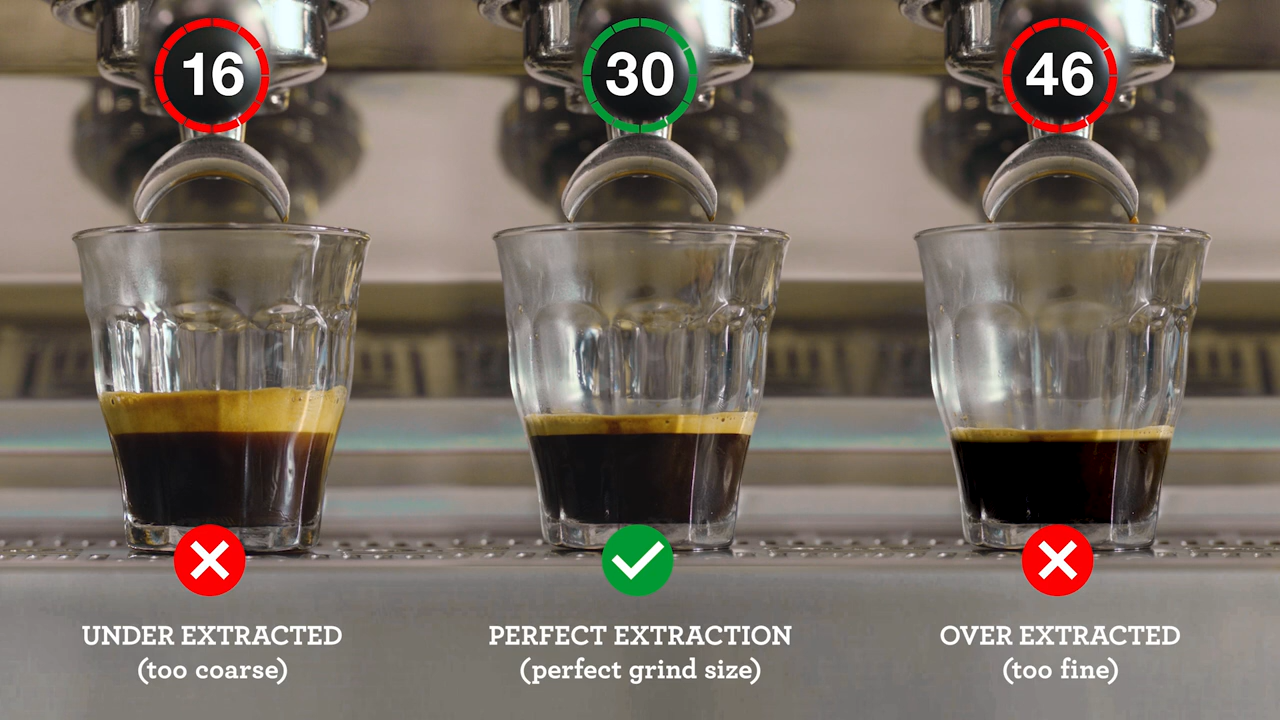 16
30
46
UNDER EXTRACTED
(too coarse)
PERFECT EXTRACTION
(perfect grind size)
OVER EXTRACTED
(too fine)